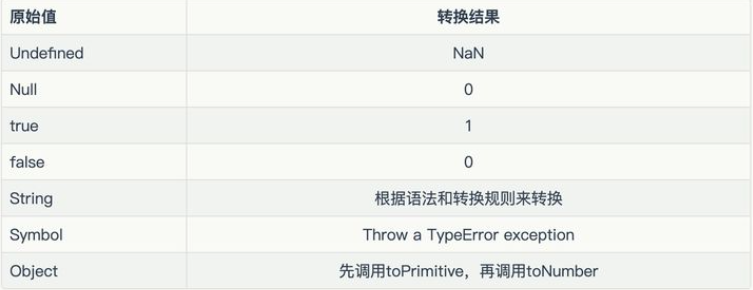 原始值 转换结果
Undefined NaN
Null 0
true 1
false 0
String 根据语法和转换规则来转换
Symbol Throw a TypeError exception
Object 先调用toPrimitive，再调用toNumber